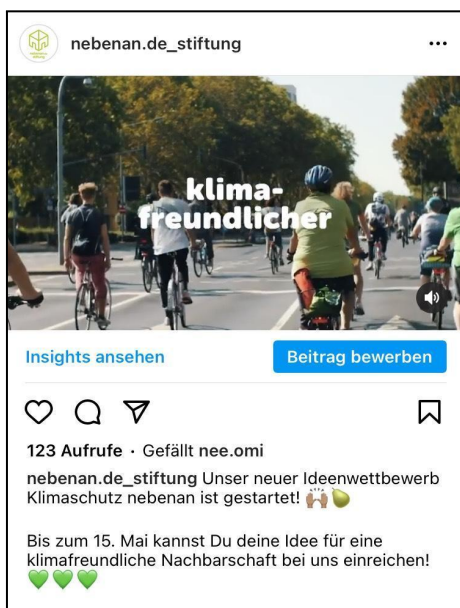 nebenan.de_stiftung
klima-
freundlicher
Insights ansehen
Beitrag bewerben
123 Aufrufe · Gefällt nee.omi
nebenan.de_stiftung Unser neuer Ideenwettbewerb
Klimaschutz nebenan ist gestartet! 🙌🏽🍐
Bis zum 15. Mai kannst Du deine Idee für eine
klimafreundliche Nachbarschaft bei uns einreichen!
💚💚💚